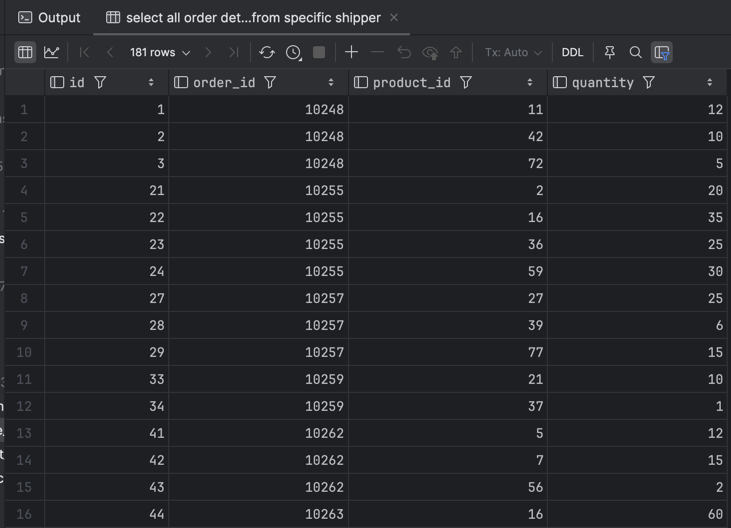 Output select all order det...from specific shipper
181 rows Tx: Auto DDL
id order_id product_id quantity
1 1 10248 11 12
2 2 10248 42 10
3 3 10248 72 5
4 21 10255 2 20
5 22 10255 16 35
6 23 10255 36 25
7 24 10255 59 30
8 27 10257 27 25
9 28 10257 39 6
10 29 10257 77 15
11 33 10259 21 10
12 34 10259 37 1
13 41 10262 5 12
14 42 10262 7 15
15 43 10262 56 2
16 44 10263 16 60